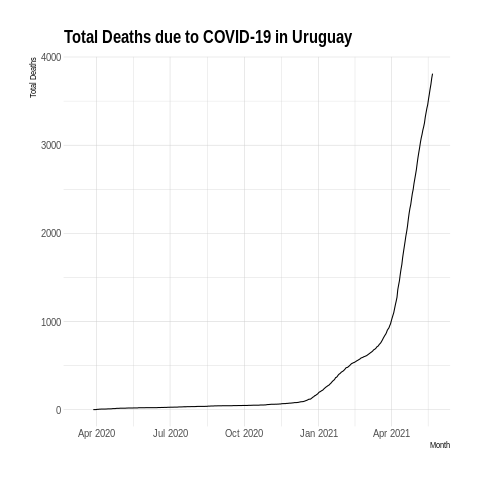 Total Deaths due to COVID-19 in Uruguay
Total Deaths
4000
3000
2000
1000
0
Apr 2020 Jul 2020 Oct 2020 Jan 2021 Apr 2021
Month